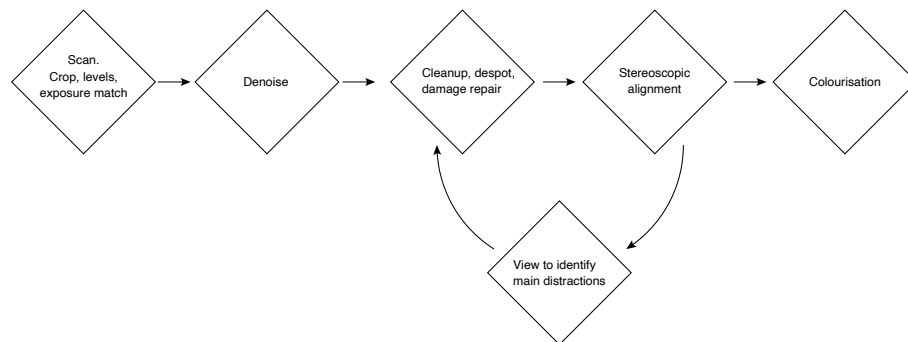 Scan.
Crop, levels,
exposure match
Denoise
Cleanup, despot,
damage repair
Stereoscopic
alignment
Colourisation
View to identify
main distractions